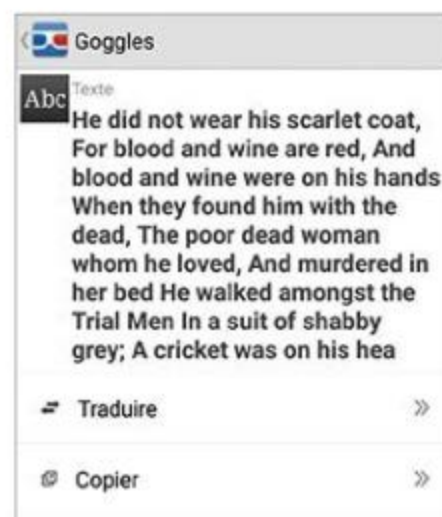 Goggles
Abc
Texte
He did not wear his scarlet coat,
For blood and wine are red, And
blood and wine were on his hands
When they found him with the
dead, The poor dead woman
whom he loved, And murdered in
her bed He walked amongst the
Trial Men In a suit of shabby
grey; A cricket was on his hea
Traduire
Copier